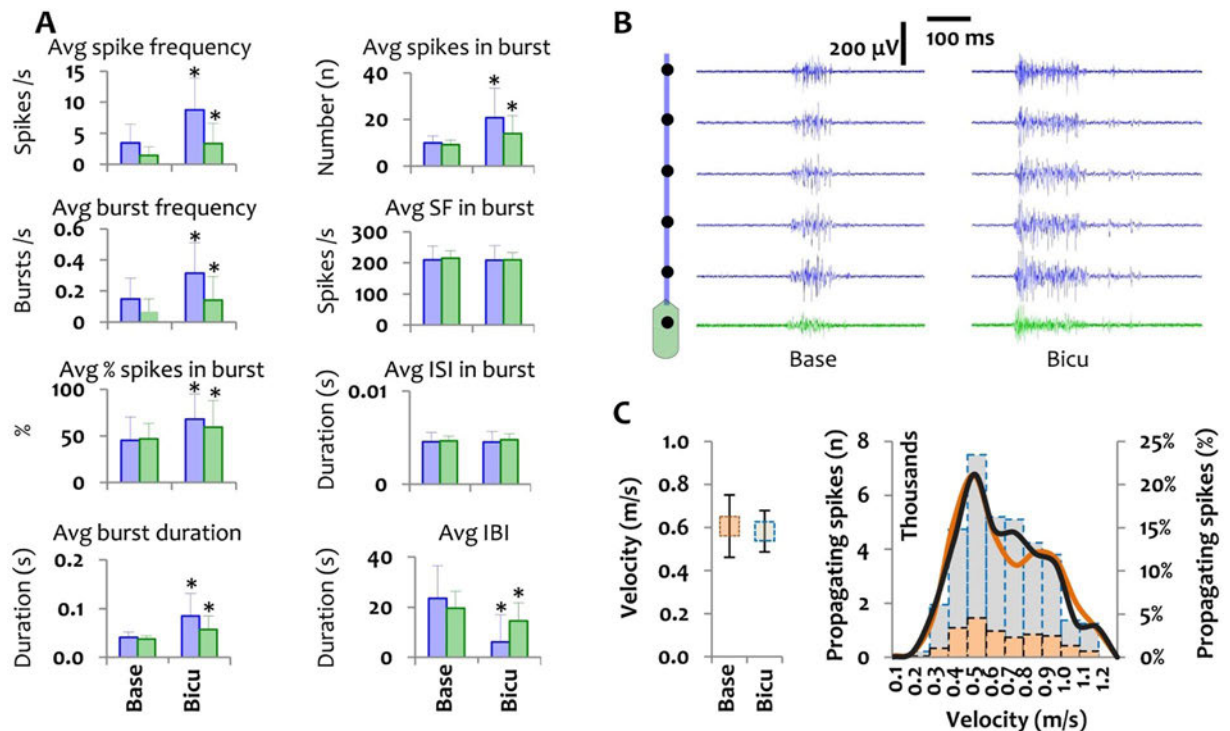 A
Avg spike frequency
Spikes /s
15
10
5
0
*
*
Avg spikes in burst
Number (n)
40
20
0
*
*
Avg burst frequency
Bursts /s
0.6
0.4
0.2
0.0
*
*
Avg SF in burst
Spikes /s
300
200
100
0
Avg % spikes in burst
%
100
50
0
*
*
Avg ISI in burst
Duration (s)
0.01
0
Avg burst duration
Duration (s)
0.2
0.1
0.0
*
*
Base
Bicu
Avg IBI
Duration (s)
40
20
0
*
*
Base
Bicu
B
200 µV
100 ms
Base
Bicu
C
Velocity (m/s)
1.0
0.8
0.6
0.4
0.2
0.0
Base
Bicu
Propagating spikes (n)
Thousands
8
6
4
2
0
25%
20%
15%
10%
5%
0%
Propagating spikes (%)
0.1
0.2
0.3
0.4
0.5
0.6
0.7
0.8
0.9
1.0
1.1
1.2
Velocity (m/s)